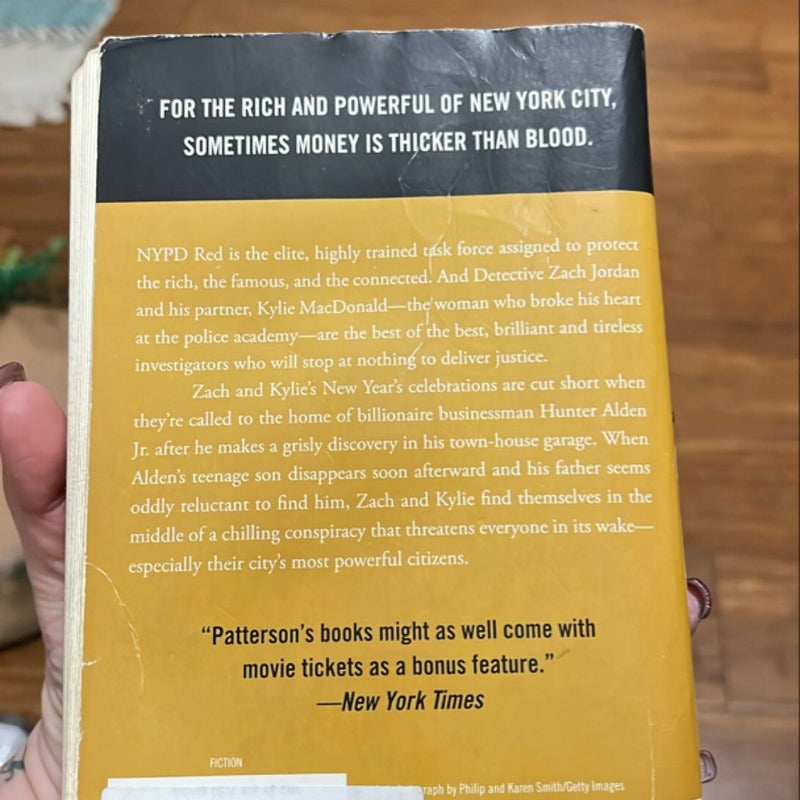 FOR THE RICH AND POWERFUL OF NEW YORK CITY,
SOMETIMES MONEY IS THICKER THAN BLOOD.
NYPD Red is the elite, highly trained task force assigned to protect
the rich, the famous, and the connected. And Detective Zach Jordan
and his partner, Kylie MacDonald—the woman who broke his heart
at the police academy—are the best of the best, brilliant and tireless
investigators who will stop at nothing to deliver justice.
Zach and Kylie's New Year's celebrations are cut short when
they're called to the home of billionaire businessman Hunter Alden
Jr. after he makes a grisly discovery in his town-house garage. When
Alden's teenage son disappears soon afterward and his father seems
oddly reluctant to find him, Zach and Kylie find themselves in the
middle of a chilling conspiracy that threatens everyone in its wake—
especially their city's most powerful citizens.
"Patterson's books might as well come with
movie tickets as a bonus feature."
—New York Times
FICTION
by Philip and Karen Smith/Getty Images